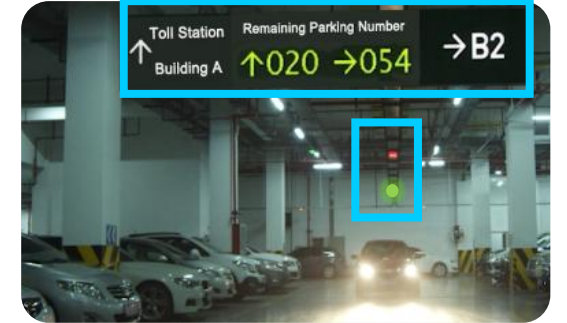 ↑ Toll Station
Building A
Remaining Parking Number
↑020 →054
→B2